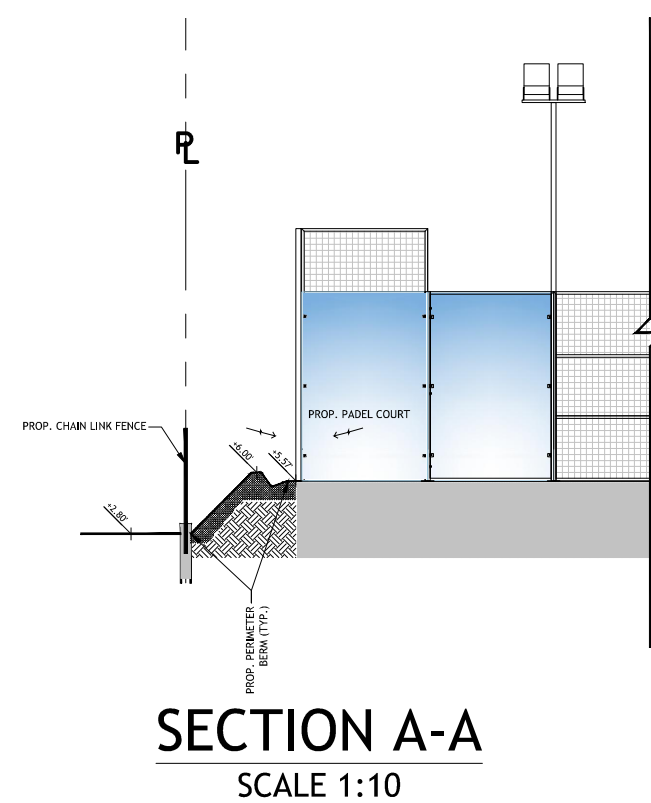 PL
PROP. CHAIN LINK FENCE
PROP. PADEL COURT
+6.00'
+5.57'
+2.80'
PROP. PERIMETER
BERM (TYP.)
SECTION A-A
SCALE 1:10